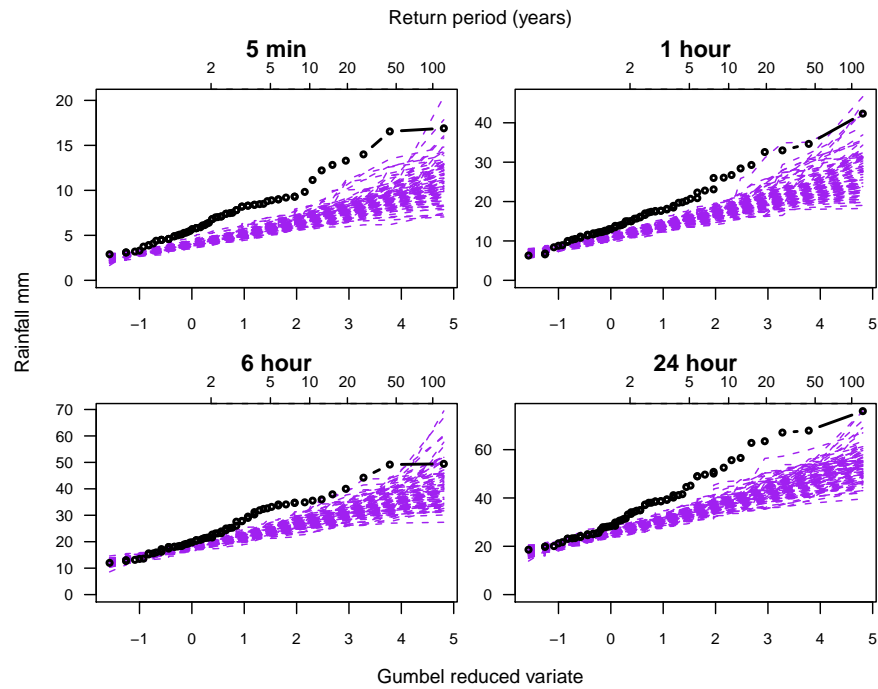 Return period (years)
5 min
1 hour
2 5 10 20 50 100
2 5 10 20 50 100
20
15
10
5
0
40
30
20
10
0
−1 0 1 2 3 4 5
−1 0 1 2 3 4 5
Rainfall mm
6 hour
24 hour
2 5 10 20 50 100
2 5 10 20 50 100
70
60
50
40
30
20
10
0
60
40
20
0
−1 0 1 2 3 4 5
−1 0 1 2 3 4 5
Gumbel reduced variate